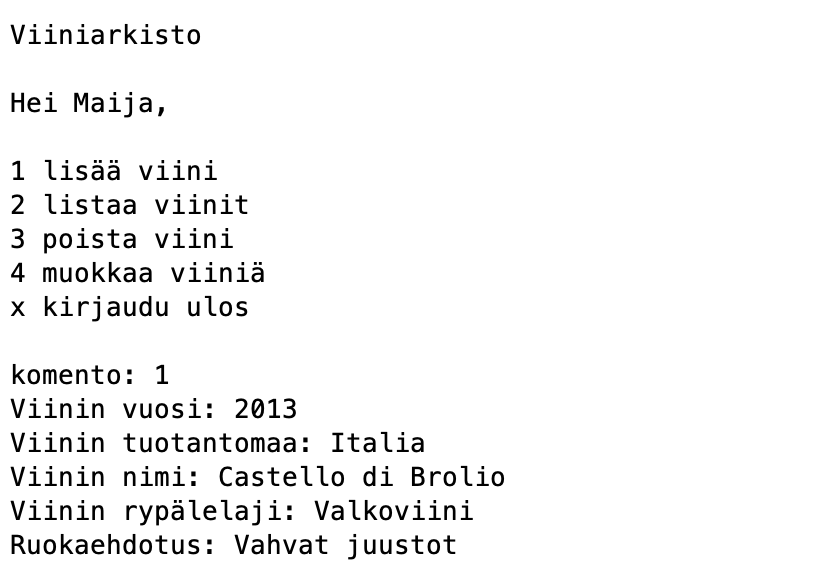 Viiniarkisto
Hei Maija,
1 lisää viini
2 listaa viinit
3 poista viini
4 muokkaa viiniä
x kirjaudu ulos
komento: 1
Viinin vuosi: 2013
Viinin tuotantomaa: Italia
Viinin nimi: Castello di Brolio
Viinin rypälelaji: Valkoviini
Ruokaehdotus: Vahvat juustot